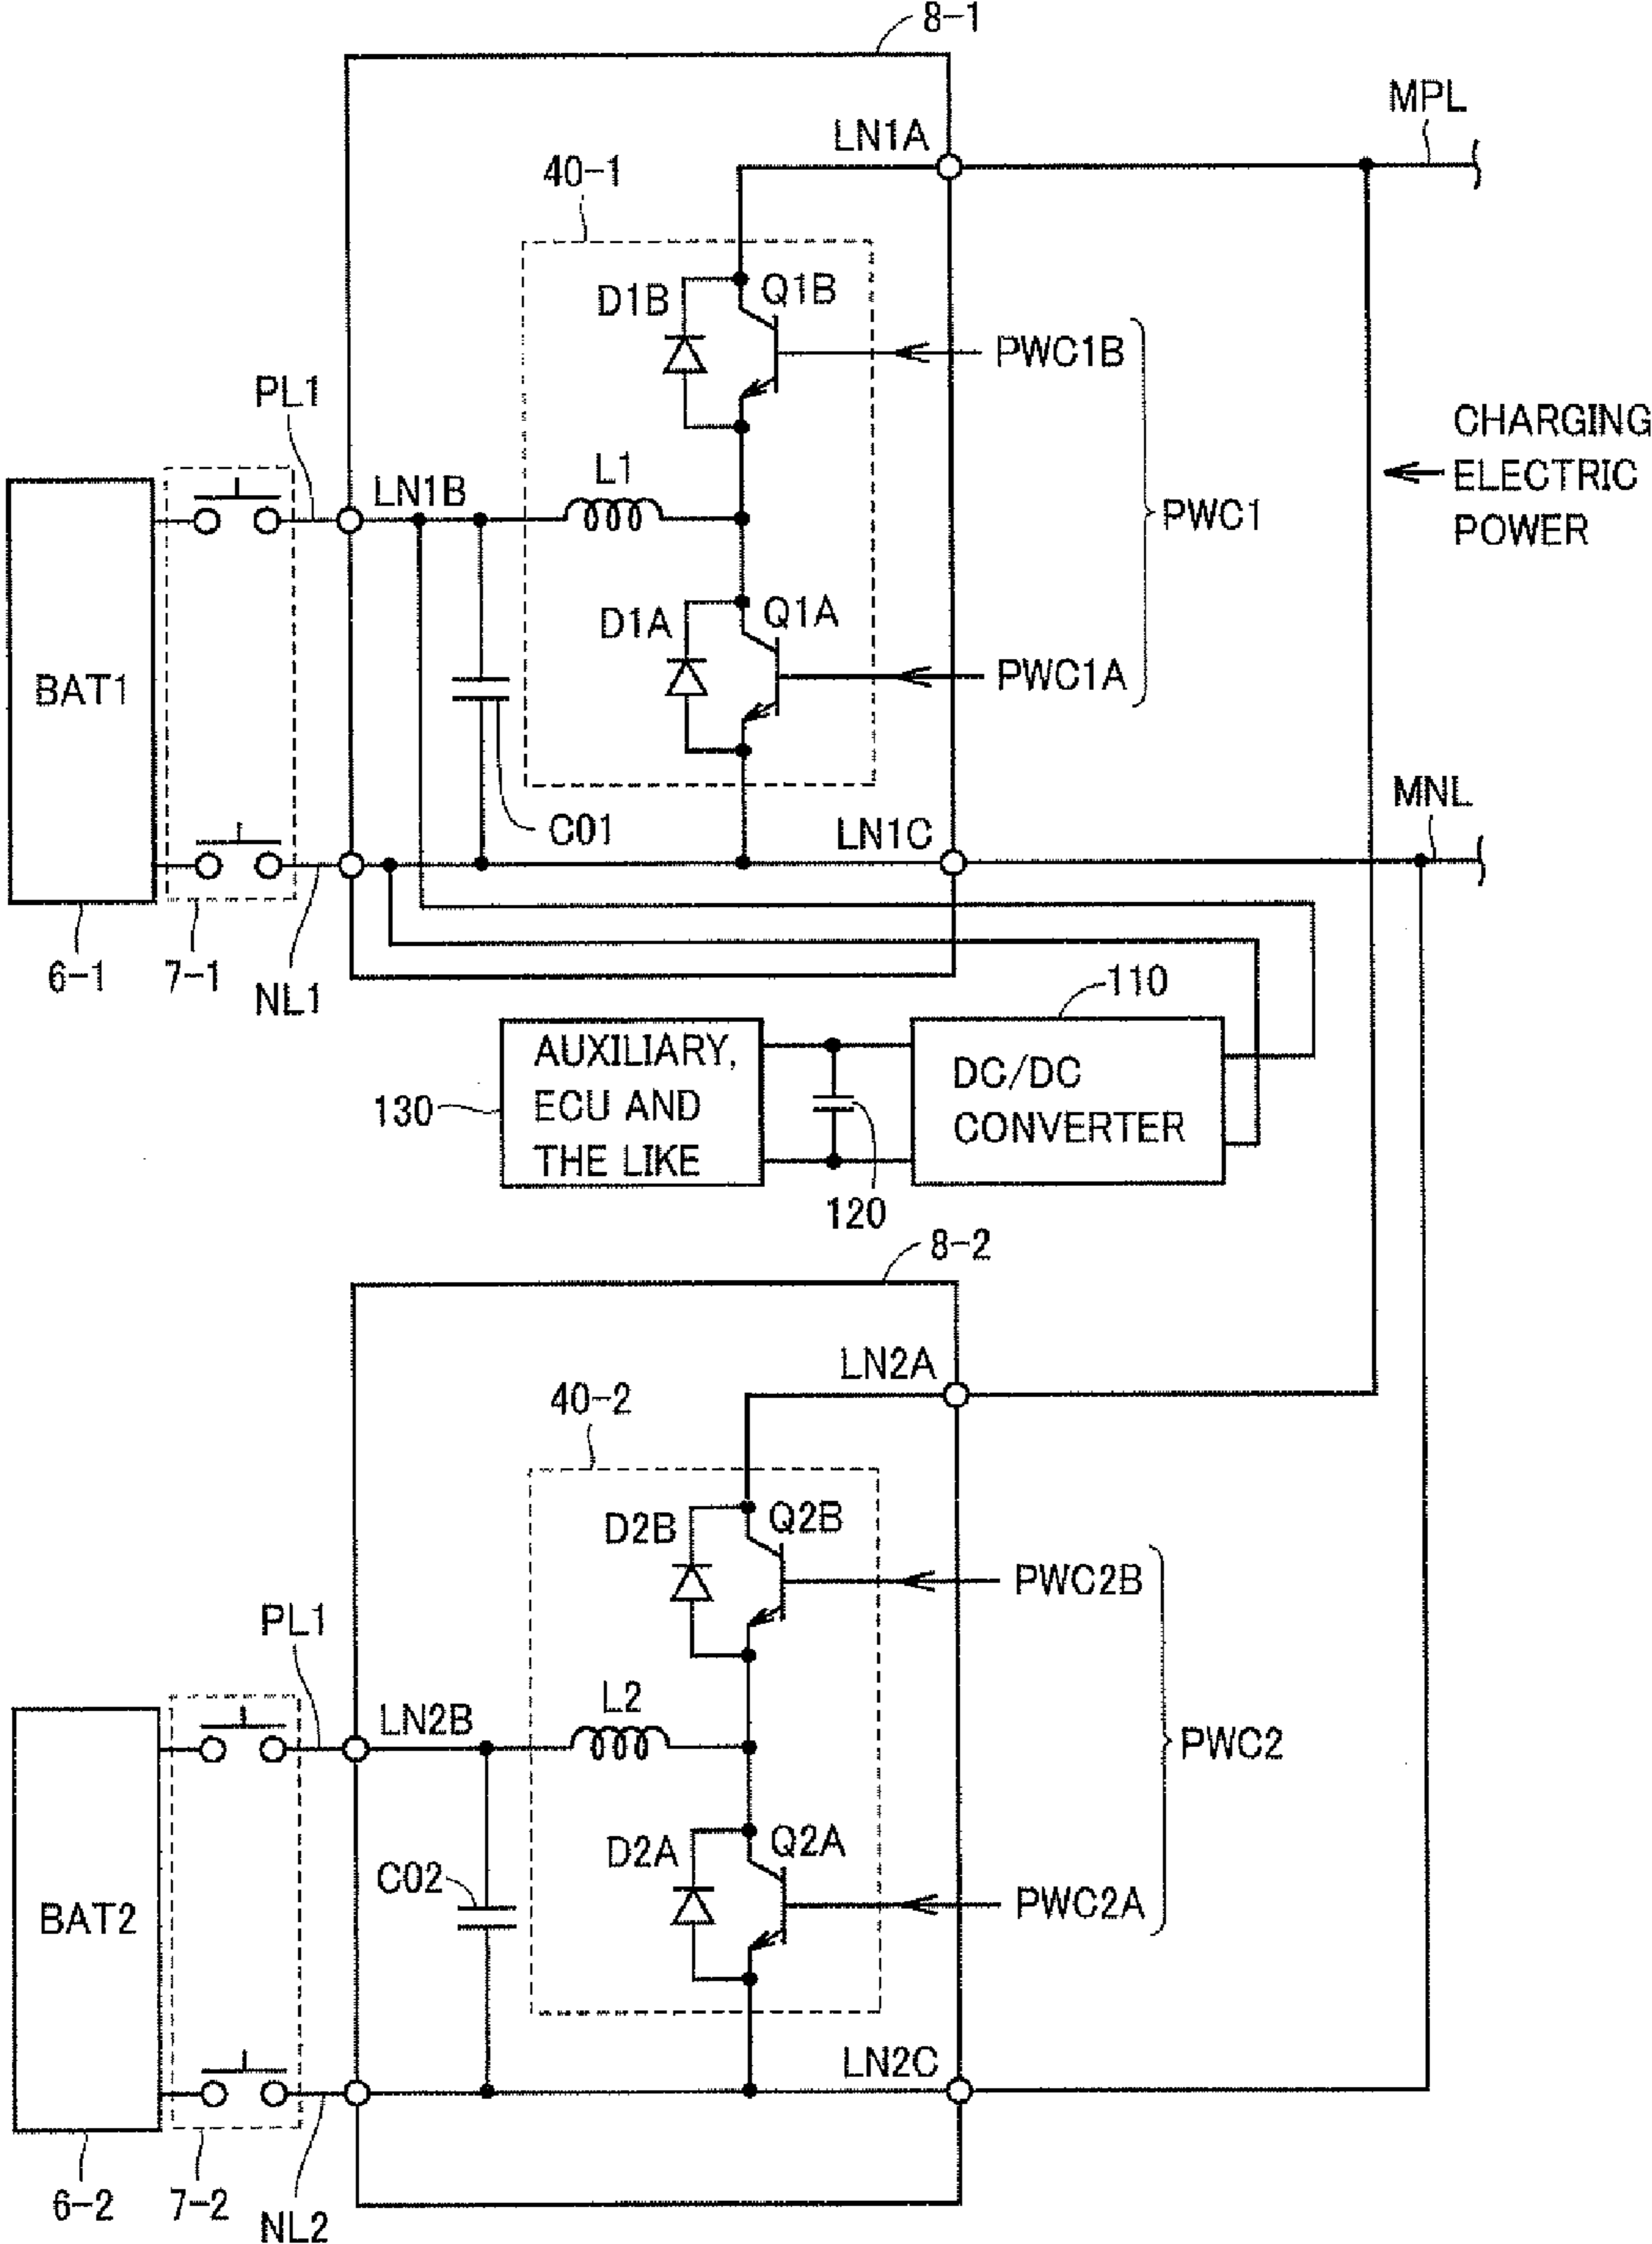 8-1
MPL
LN1A
40-1
D1B
Q1B
PWC1B
PL1
CHARGING
ELECTRIC
POWER
LN1B
L1
PWC1
D1A
Q1A
BAT1
PWC1A
MNL
C01
LN1C
6-1
7-1
NL1
110
AUXILIARY,
ECU AND
THE LIKE
DC/DC
CONVERTER
130
120
8-2
LN2A
40-2
D2B
Q2B
PWC2B
PL1
LN2B
L2
PWC2
D2A
Q2A
C02
BAT2
PWC2A
LN2C
6-2
7-2
NL2